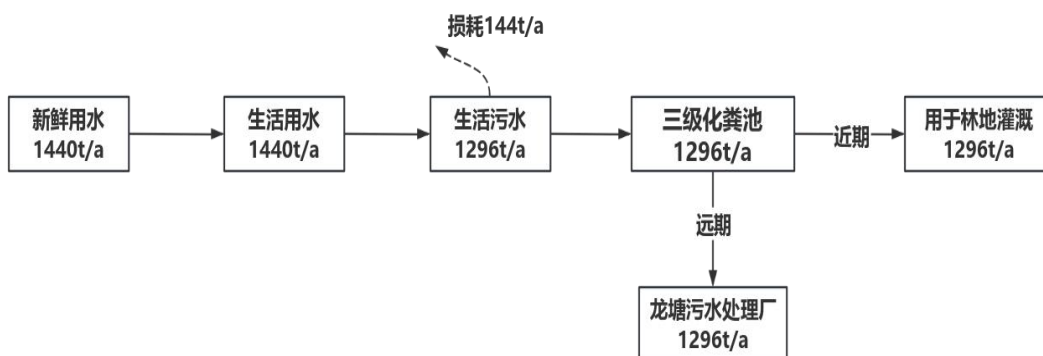 损耗144t/a
新鲜用水
1440t/a
生活用水
1440t/a
生活污水
1296t/a
三级化粪池
1296t/a
近期
用于林地灌溉
1296t/a
远期
龙塘污水处理厂
1296t/a